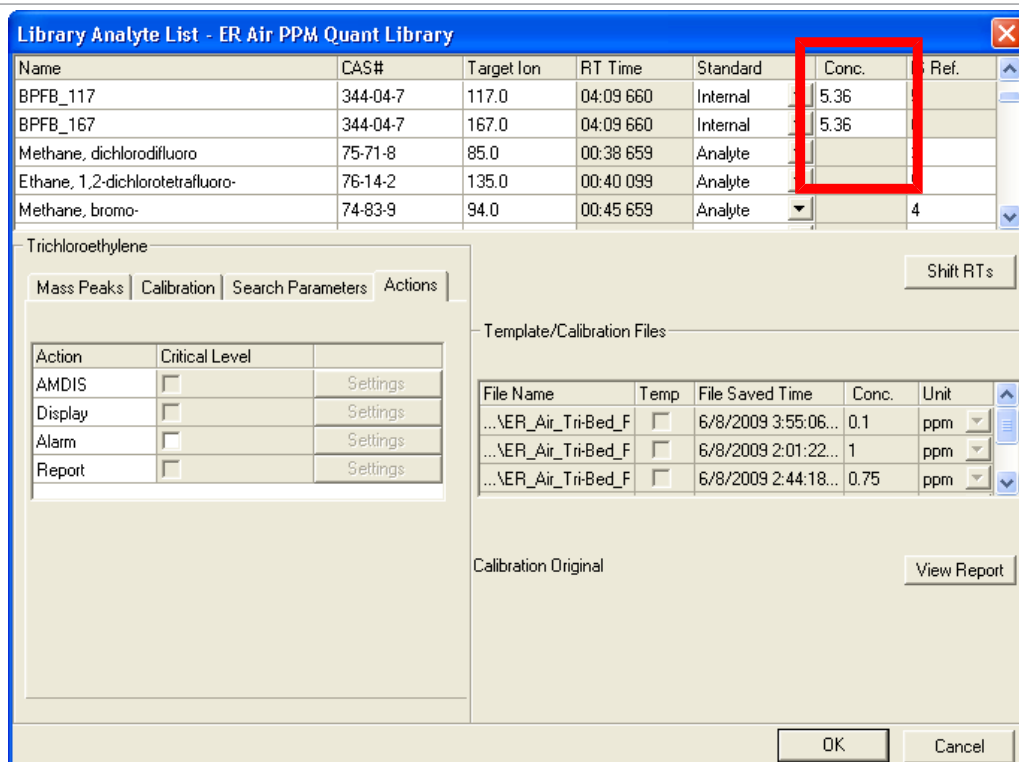 Library Analyte List - ER Air PPM Quant Library
Name CAS# Target Ion RT Time Standard Conc. Ref.
BPFB_117 344-04-7 117.0 04:09 660 Internal 5.36
BPFB_167 344-04-7 167.0 04:09 660 Internal 5.36
Methane, dichlorodifluoro 75-71-8 85.0 00:38 659 Analyte
Ethane, 1,2-dichlorotetrafluoro- 76-14-2 135.0 00:40 099 Analyte
Methane, bromo- 74-83-9 94.0 00:45 659 Analyte 4
Trichloroethylene
Shift RTs
Mass Peaks Calibration Search Parameters Actions
Template/Calibration Files
Action Critical Level
AMDIS Settings
Display Settings
Alarm Settings
Report Settings
File Name Temp File Saved Time Conc. Unit
...\ER_Air_Tri-Bed_F 6/8/2009 3:55:06... 0.1 ppm
...\ER_Air_Tri-Bed_F 6/8/2009 2:01:22... 1 ppm
...\ER_Air_Tri-Bed_F 6/8/2009 2:44:18... 0.75 ppm
Calibration Original
View Report
OK Cancel